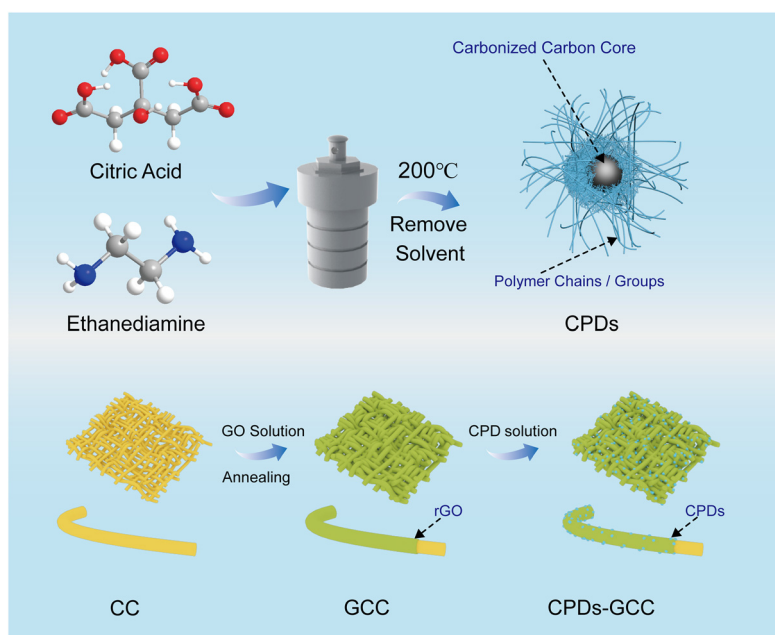 Carbonized Carbon Core
Citric Acid
200℃
Remove
Solvent
Polymer Chains / Groups
Ethanediamine
CPDs
GO Solution
Annealing
CPD solution
rGO
CPDs
CC
GCC
CPDs-GCC